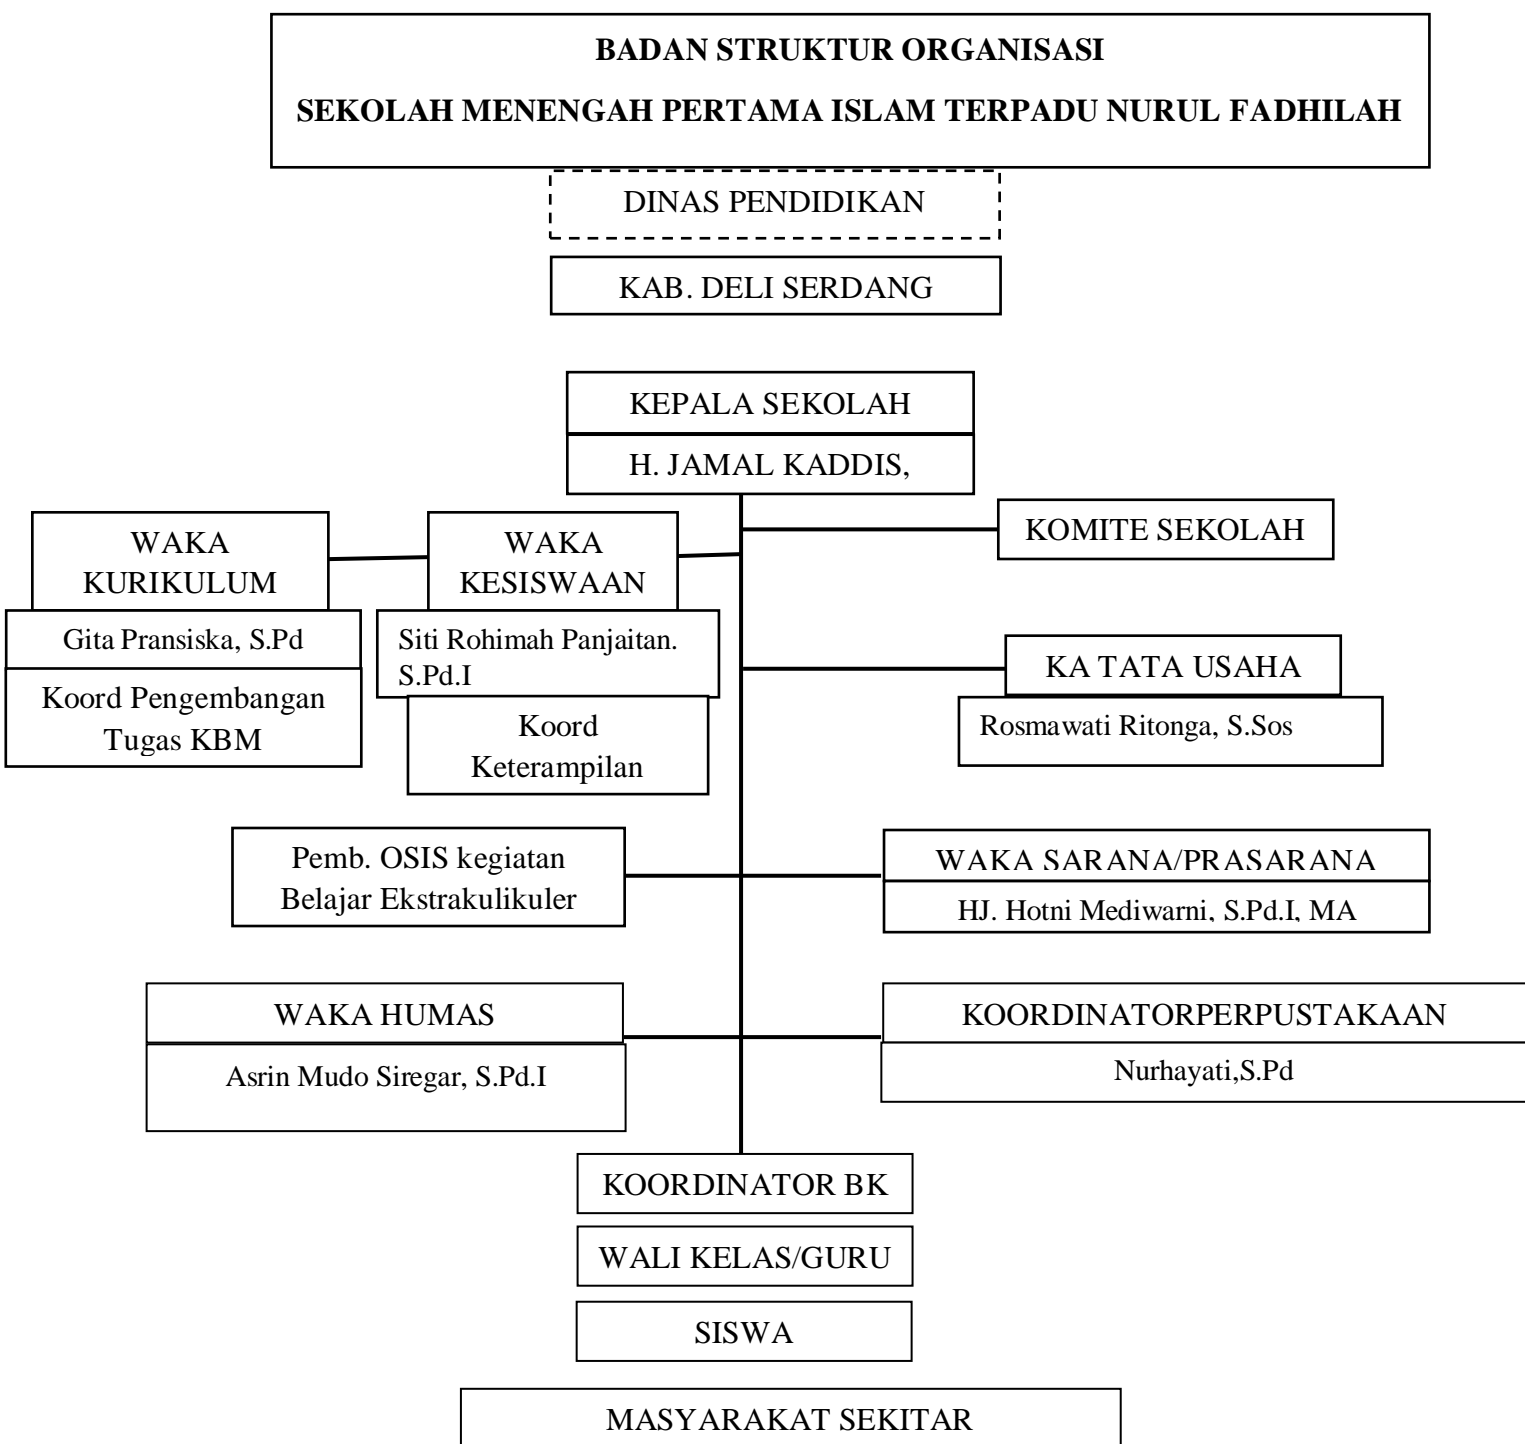 BADAN STRUKTUR ORGANISASI
SEKOLAH MENENGAH PERTAMA ISLAM TERPADU NURUL FADHILAH
DINAS PENDIDIKAN
KAB. DELI SERDANG
KEPALA SEKOLAH
H. JAMAL KADDIS,
KOMITE SEKOLAH
WAKA
KURIKULUM
Gita Pransiska, S.Pd
Koord Pengembangan
Tugas KBM
WAKA
KESISWAAN
Siti Rohimah Panjaitan.
S.Pd.I
Koord
Keterampilan
KA TATA USAHA
Rosmawati Ritonga, S.Sos
Pemb. OSIS kegiatan
Belajar Ekstrakulikuler
WAKA SARANA/PRASARANA
HJ. Hotni Mediwarni, S.Pd.I, MA
WAKA HUMAS
Asrin Mudo Siregar, S.Pd.I
KOORDINATORPERPUSTAKAAN
Nurhayati,S.Pd
KOORDINATOR BK
WALI KELAS/GURU
SISWA
MASYARAKAT SEKITAR